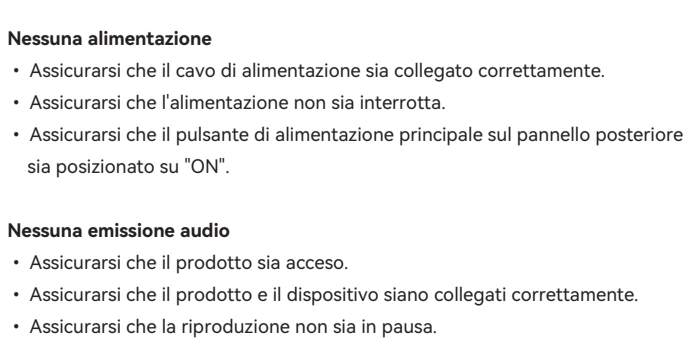 Nessuna alimentazione
• Assicurarsi che il cavo di alimentazione sia collegato correttamente.
• Assicurarsi che l'alimentazione non sia interrotta.
• Assicurarsi che il pulsante di alimentazione principale sul pannello posteriore
sia posizionato su "ON".
Nessuna emissione audio
• Assicurarsi che il prodotto sia acceso.
• Assicurarsi che il prodotto e il dispositivo siano collegati correttamente.
• Assicurarsi che la riproduzione non sia in pausa.